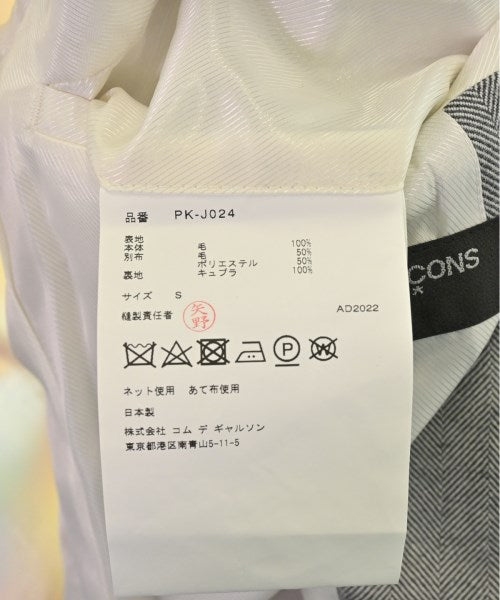 品番 PK-J024
表地
本体 毛 100%
別布 毛 50%
ポリエステル 50%
裏地 キュプラ 100%
サイズ S
縫製責任者 矢野 AD2022
P W
ネット使用 あて布使用
日本製
株式会社 コム デ ギャルソン
東京都港区南青山5-11-5
CONS